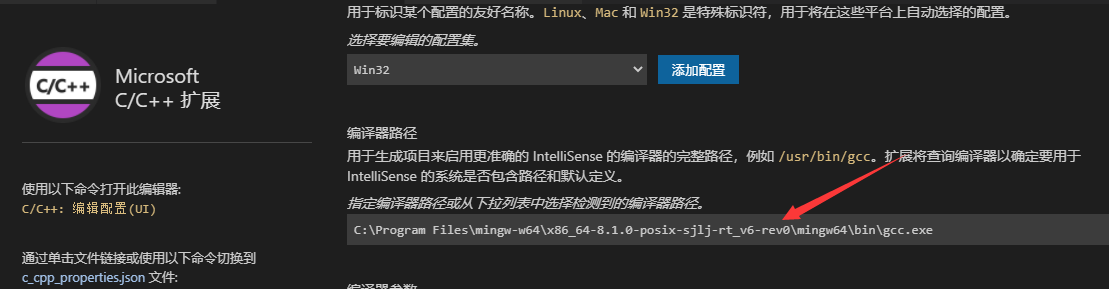 用于标识某个配置的友好名称。Linux、Mac 和 Win32 是特殊标识符，用于将在这些平台上自动选择的配置。
选择要编辑的配置集。
Win32
添加配置
C/C++
Microsoft
C/C++ 扩展
编译器路径
用于生成项目来启用更准确的 IntelliSense 的编译器的完整路径，例如 /usr/bin/gcc。扩展将查询编译器以确定要用于
IntelliSense 的系统是否包含路径和默认定义。
指定编译器路径或从下拉列表中选择检测到的编译器路径。
C:\Program Files\mingw-w64\x86_64-8.1.0-posix-sjlj-rt_v6-rev0\mingw64\bin\gcc.exe
使用以下命令打开此编辑器:
C/C++: 编辑配置(UI)
通过单击文件链接或使用以下命令切换到
c_cpp_properties.json 文件:
编译器参数